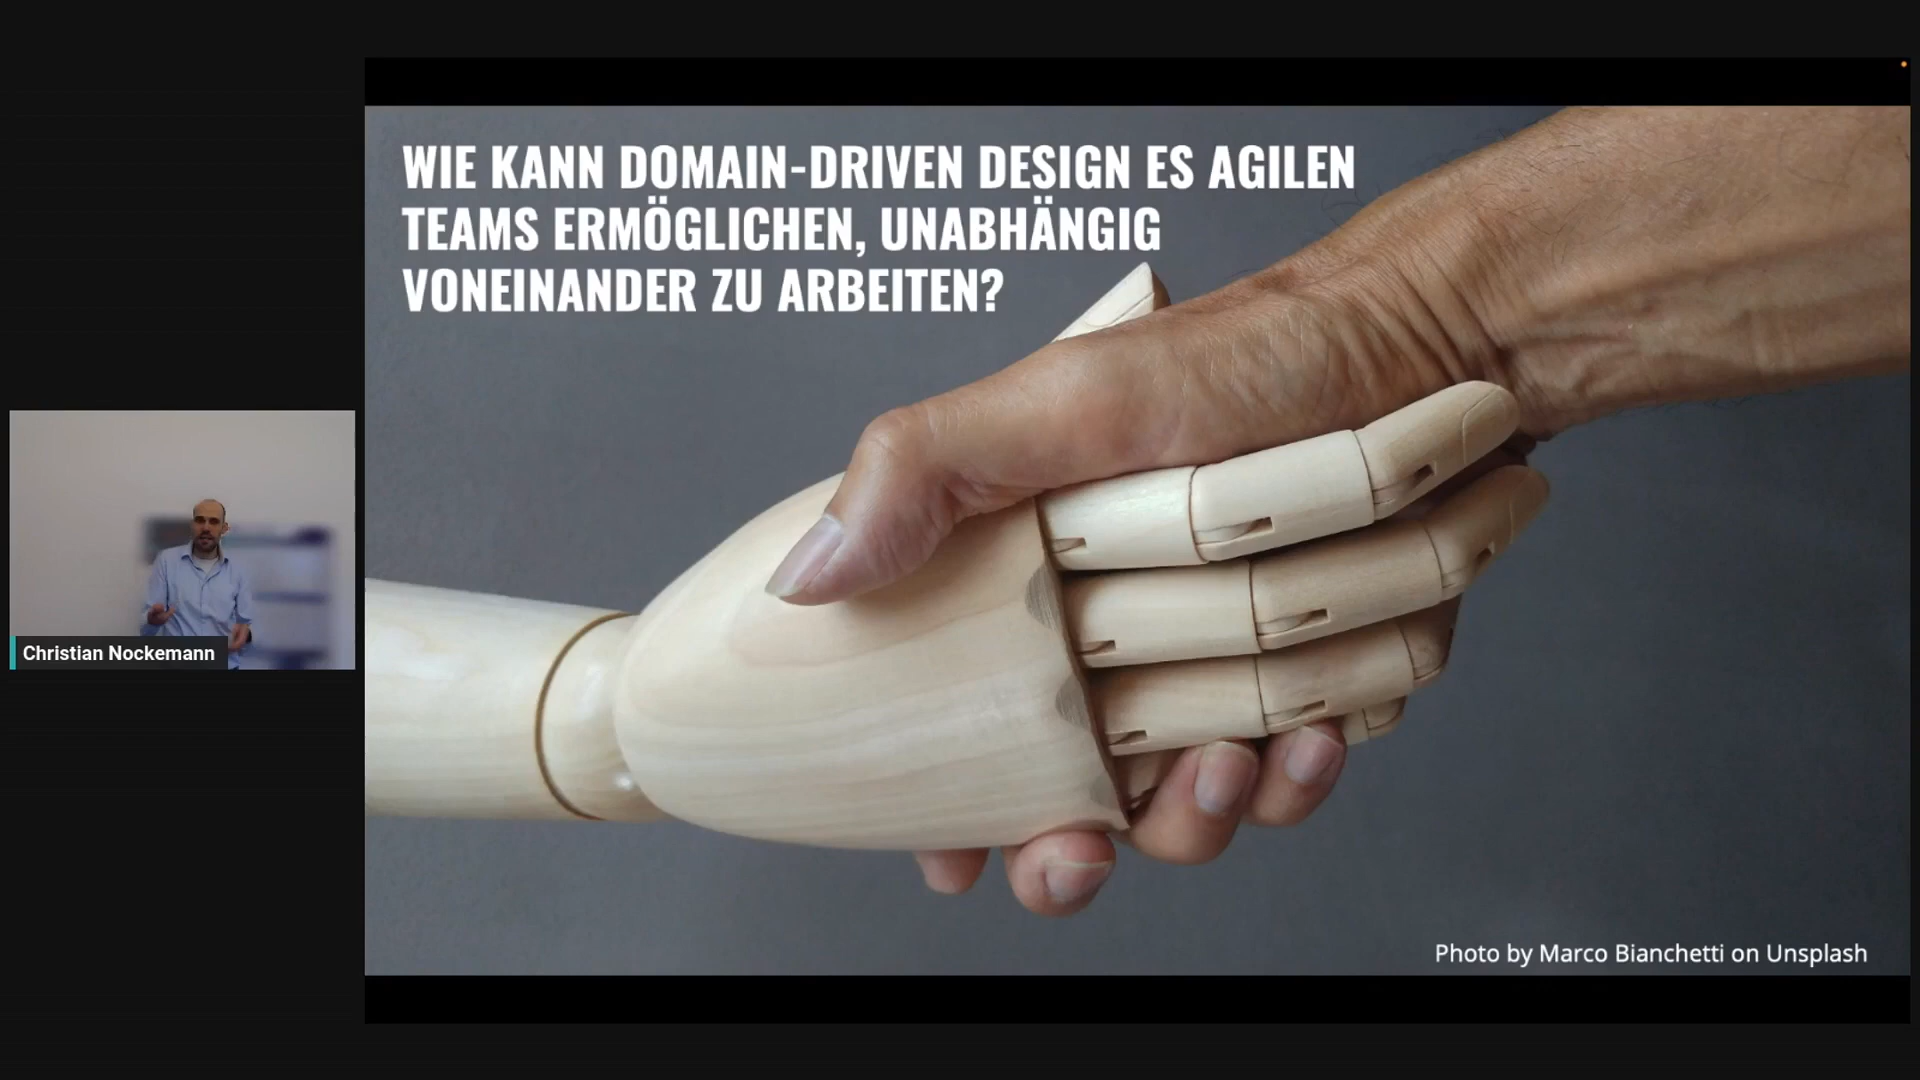 WIE KANN DOMAIN-DRIVEN DESIGN ES AGILEN
TEAMS ERMÖGLICHEN, UNABHÄNGIG
VONEINANDER ZU ARBEITEN?
Christian Nockemann
Photo by Marco Bianchetti on Unsplash